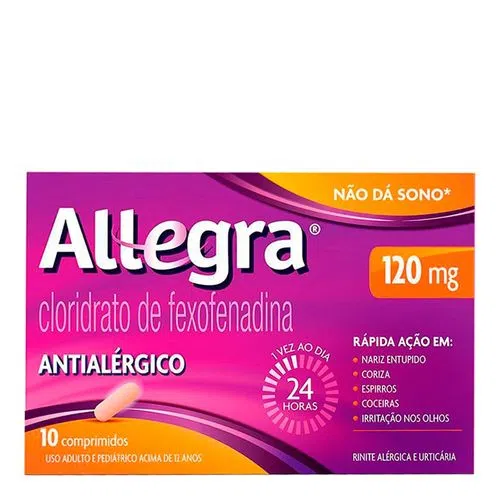 NÃO DÁ SONO*
Allegra®
120 mg
cloridrato de fexofenadina
ANTIALÉRGICO
1 VEZ AO DIA
24
HORAS
RÁPIDA AÇÃO EM:
• NARIZ ENTUPIDO
• CORIZA
• ESPIRROS
• COCEIRAS
• IRRITAÇÃO NOS OLHOS
10 comprimidos
USO ADULTO E PEDIÁTRICO ACIMA DE 12 ANOS
RINITE ALÉRGICA E URTICÁRIA